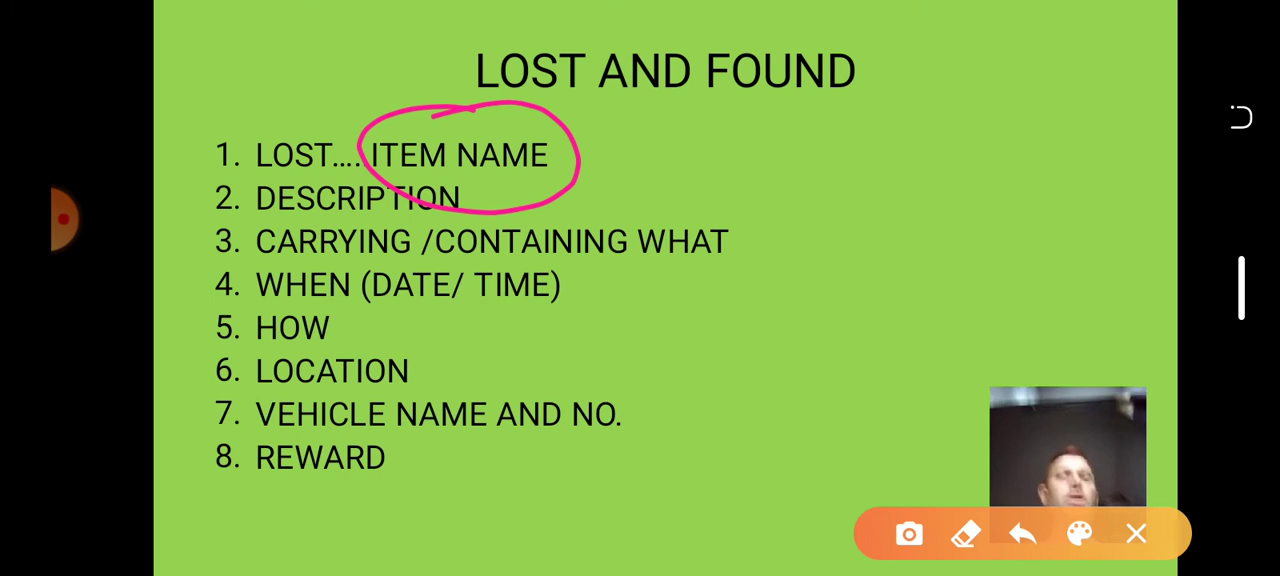 LOST AND FOUND
1. LOST.... ITEM NAME
2. DESCRIPTION
3. CARRYING /CONTAINING WHAT
4. WHEN (DATE/ TIME)
5. HOW
6. LOCATION
7. VEHICLE NAME AND NO.
8. REWARD